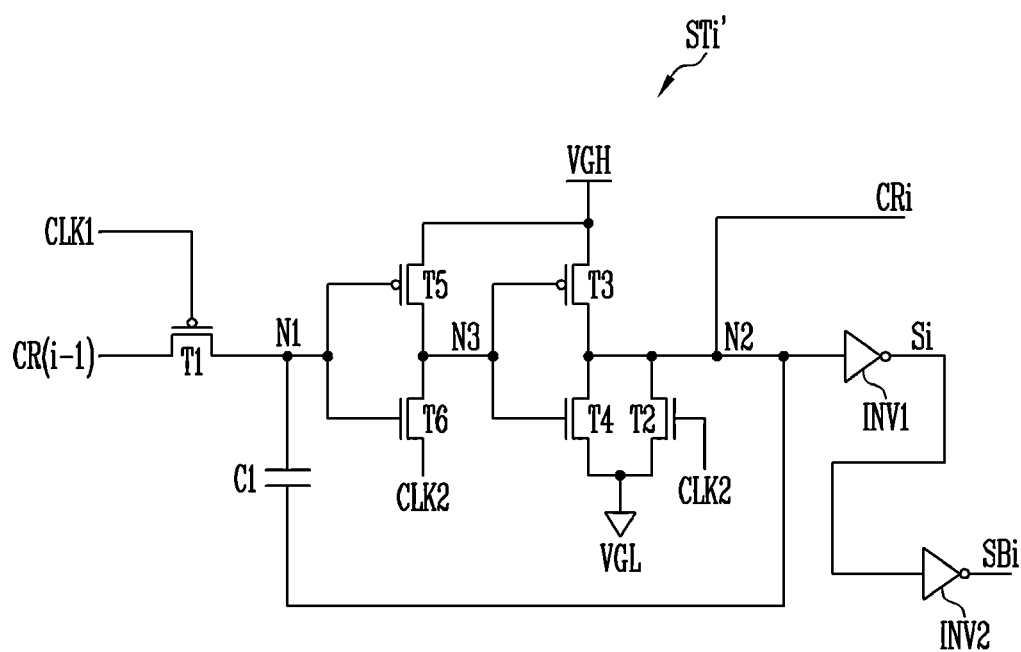 STi'
VGH
CRi
CLK1
T5
T3
N1
N3
N2
Si
CR(i-1)
T1
INV1
T6
T4
T2
C1
CLK2
CLK2
VGL
SBi
INV2